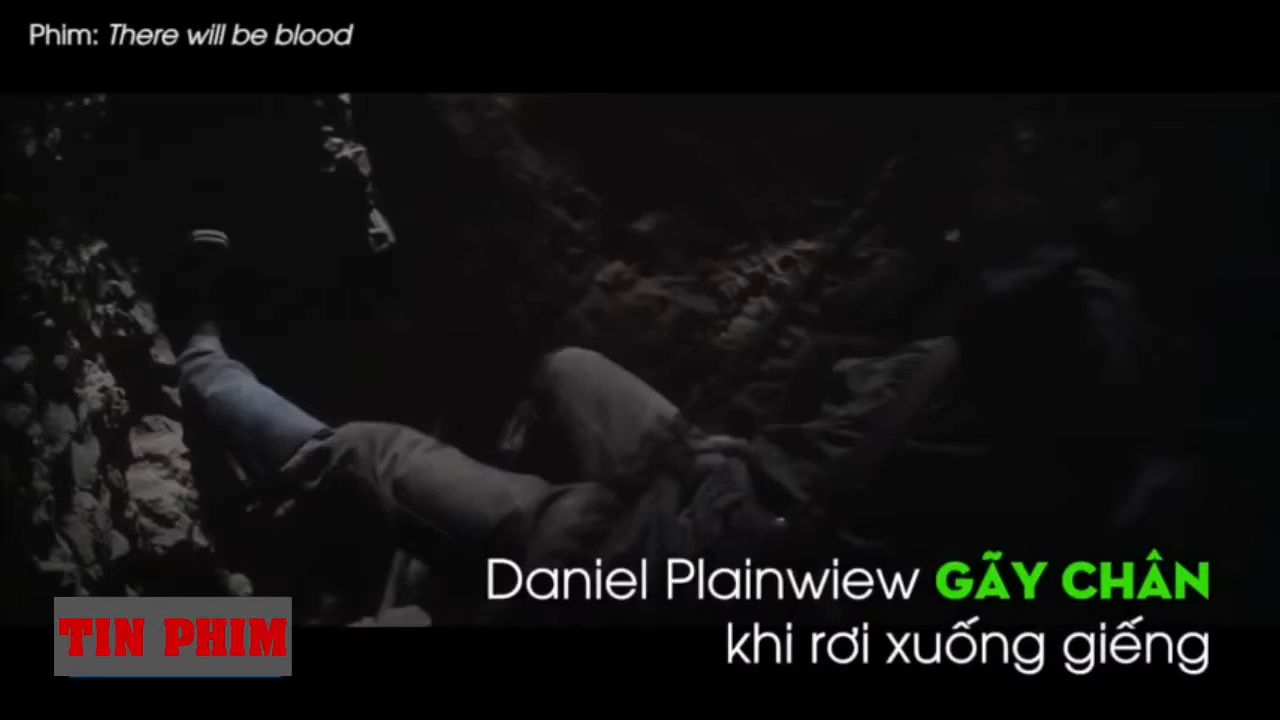 Phim: There will be blood
Daniel Plainwiew GÃY CHÂN
khi rơi xuống giếng
TIN PHIM